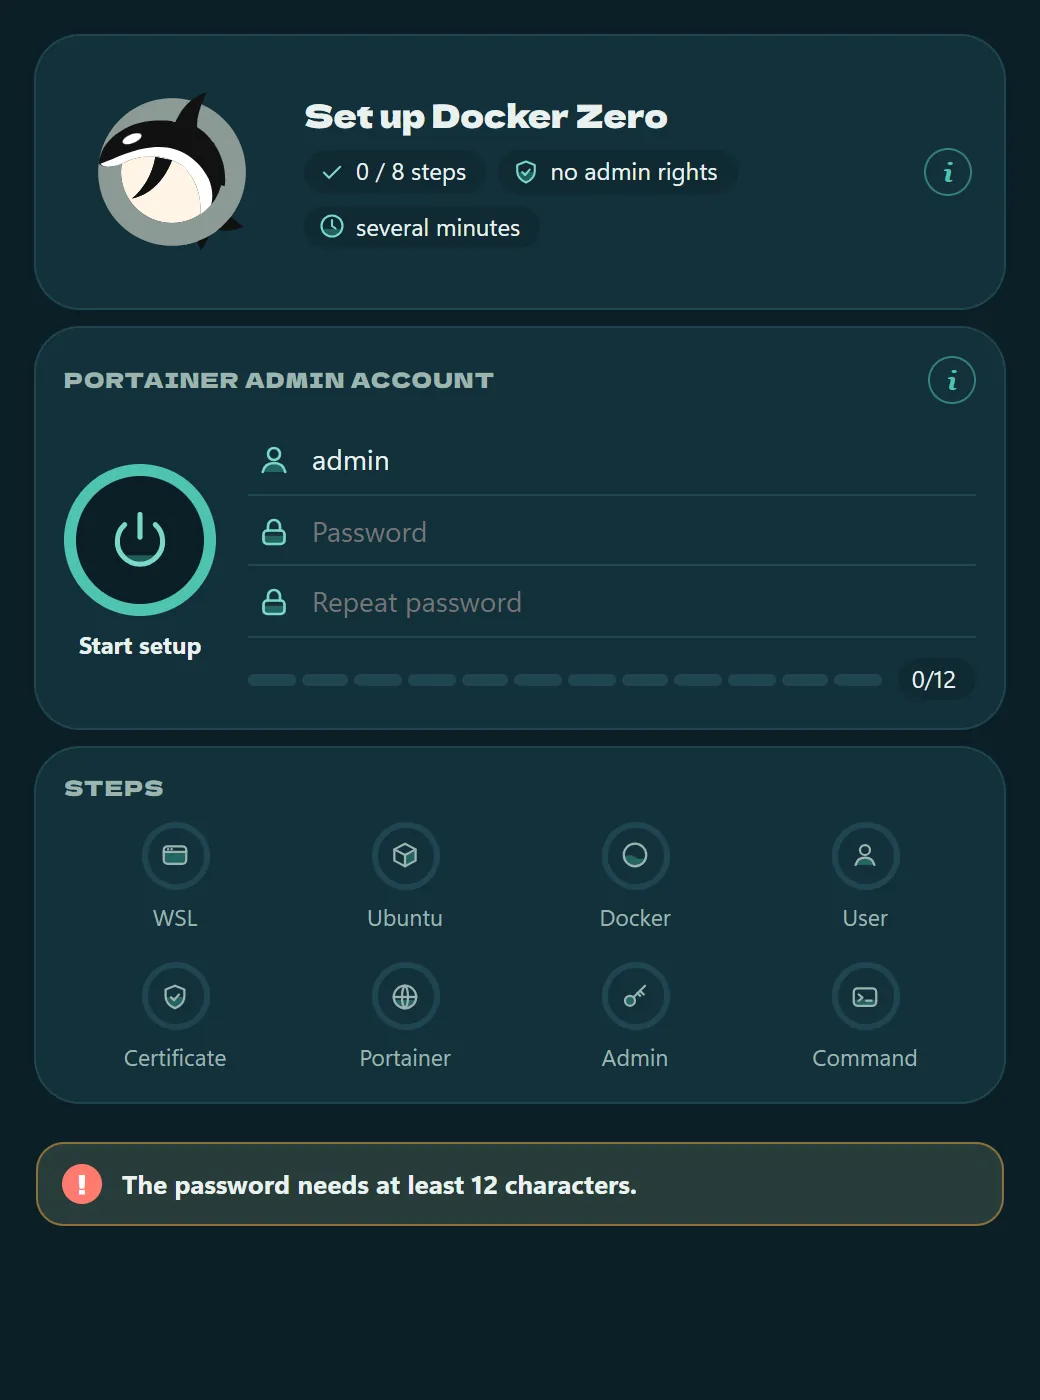 Set up Docker Zero
0 / 8 steps
no admin rights
several minutes
i
PORTAINER ADMIN ACCOUNT
i
admin
Password
Repeat password
Start setup
0/12
STEPS
WSL
Ubuntu
Docker
User
Certificate
Portainer
Admin
Command
! The password needs at least 12 characters.